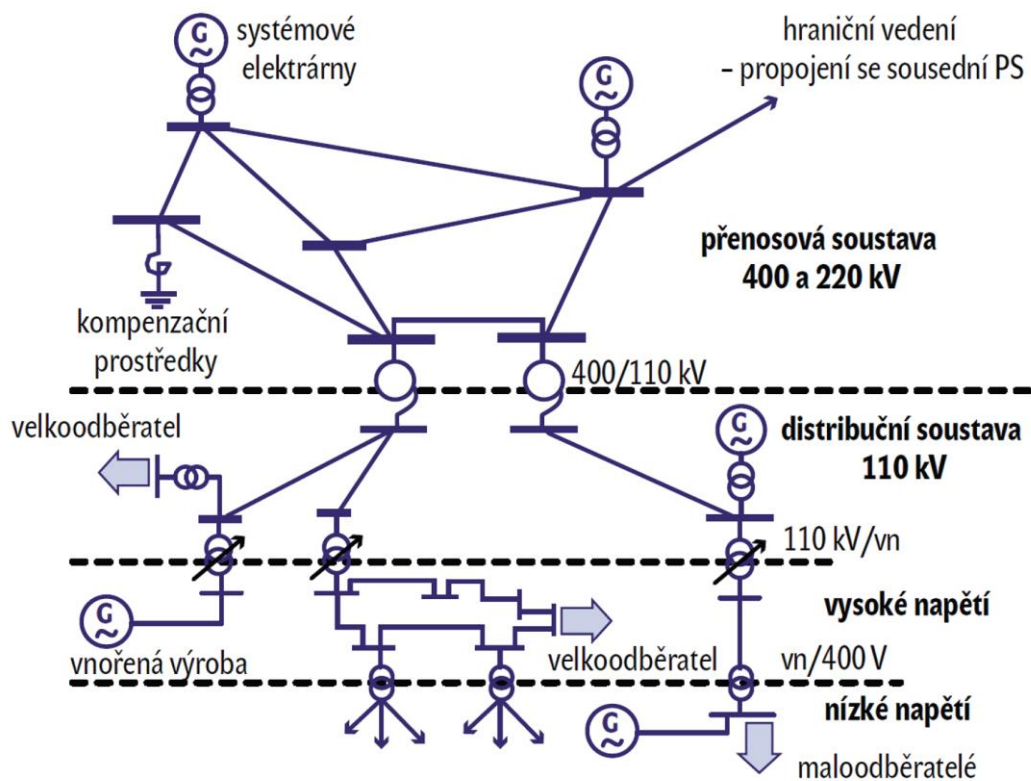 G
systémové
elektrárny
G
hraniční vedení
– propojení se sousední PS
přenosová soustava
400 a 220 kV
kompenzační
prostředky
400/110 kV
velkoodběratel
G
distribuční soustava
110 kV
110 kV/vn
vysoké napětí
G
vnořená výroba
velkoodběratel
vn/400 V
nízké napětí
G
maloodběratelé